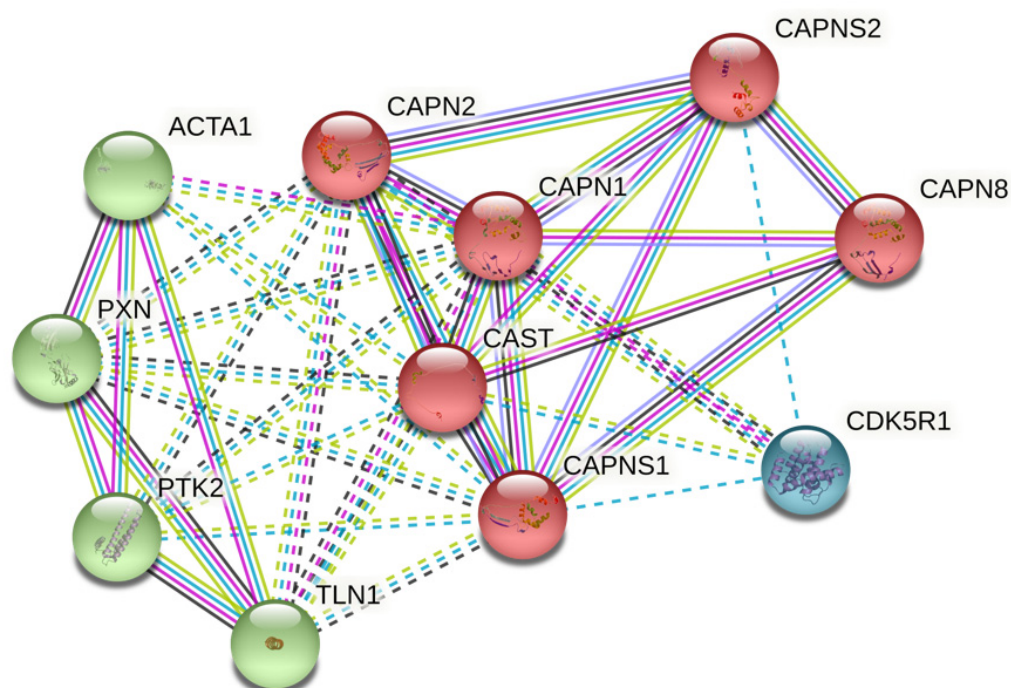 CAPNS2
CAPN2
ACTA1
CAPN1
CAPN8
PXN
CAST
CDK5R1
CAPNS1
PTK2
TLN1